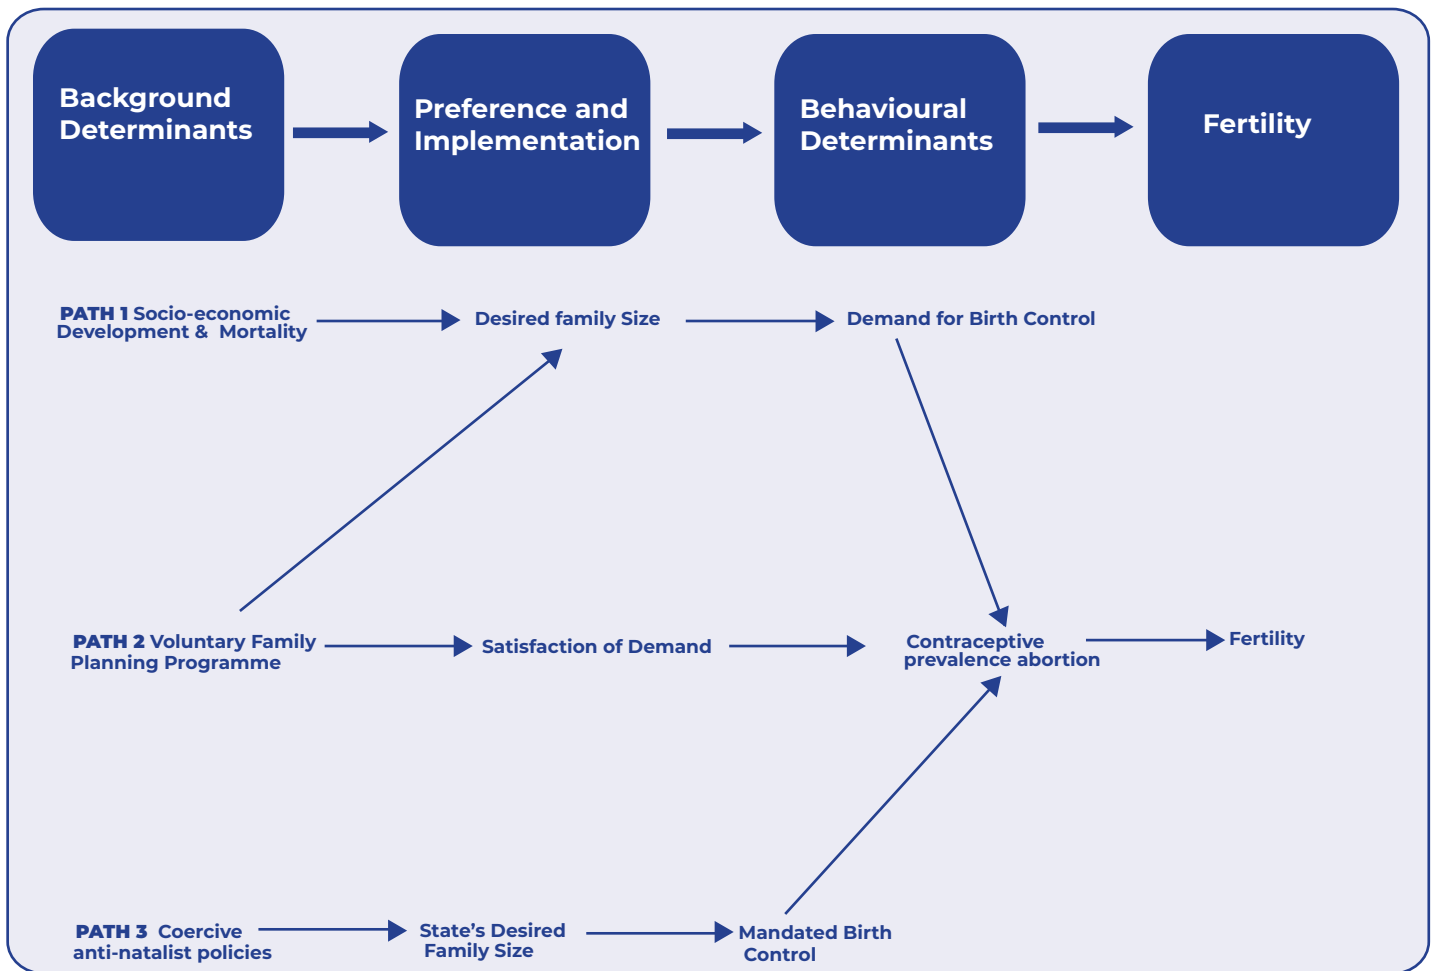 Background
Determinants
Preference and
Implementation
Behavioural
Determinants
Fertility
PATH 1 Socio-economic
Development & Mortality
Desired family Size
Demand for Birth Control
PATH 2 Voluntary Family
Planning Programme
Satisfaction of Demand
Contraceptive
prevalence abortion
Fertility
PATH 3 Coercive
anti-natalist policies
State's Desired
Family Size
Mandated Birth
Control